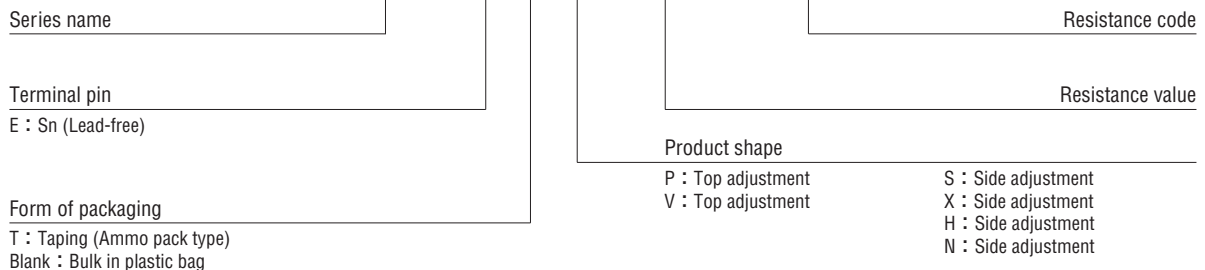 Series name
Resistance code
Terminal pin
E：Sn (Lead-free)
Resistance value
Product shape
P：Top adjustment
V：Top adjustment
S：Side adjustment
X：Side adjustment
H：Side adjustment
N：Side adjustment
Form of packaging
T：Taping (Ammo pack type)
Blank：Bulk in plastic bag